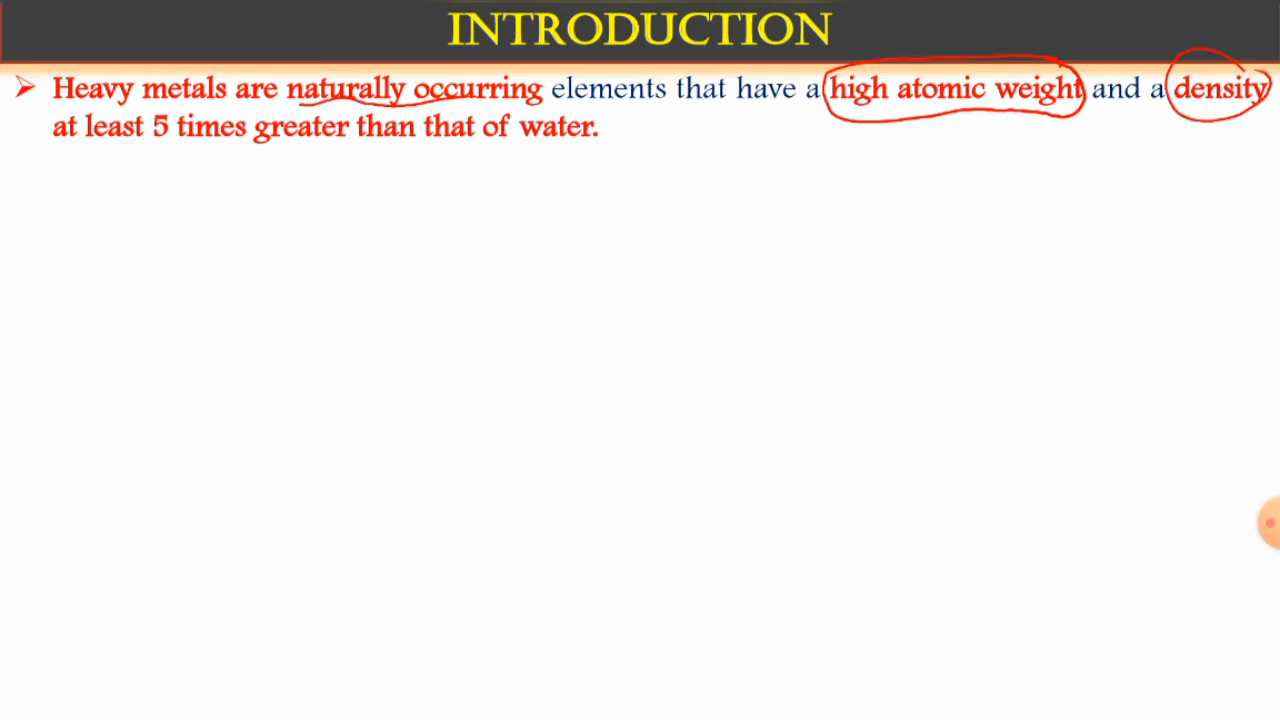 INTRODUCTION
➢ Heavy metals are naturally occurring elements that have a high atomic weight and a density
at least 5 times greater than that of water.